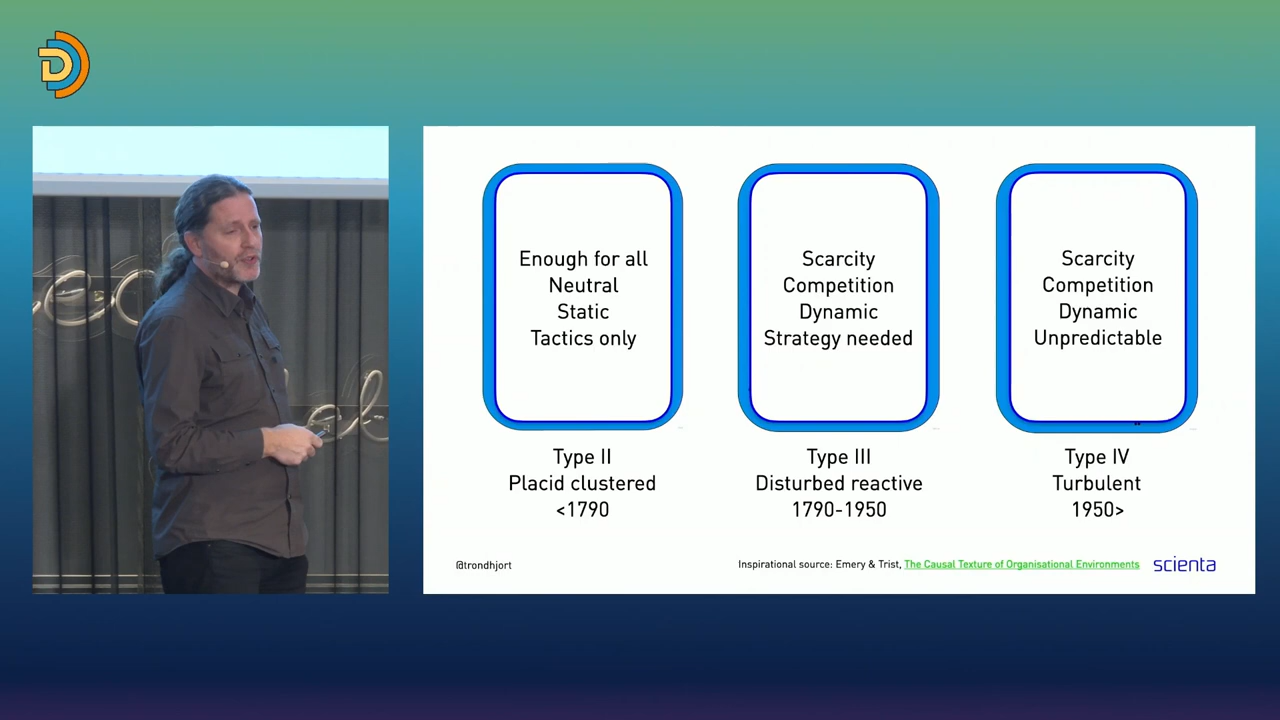 D
Enough for all
Neutral
Static
Tactics only
Type II
Placid clustered
<1790
Scarcity
Competition
Dynamic
Strategy needed
Type III
Disturbed reactive
1790-1950
Scarcity
Competition
Dynamic
Unpredictable
Type IV
Turbulent
1950>
@trondhjort
Inspirational source: Emery & Trist, The Causal Texture of Organisational Environments
scienta